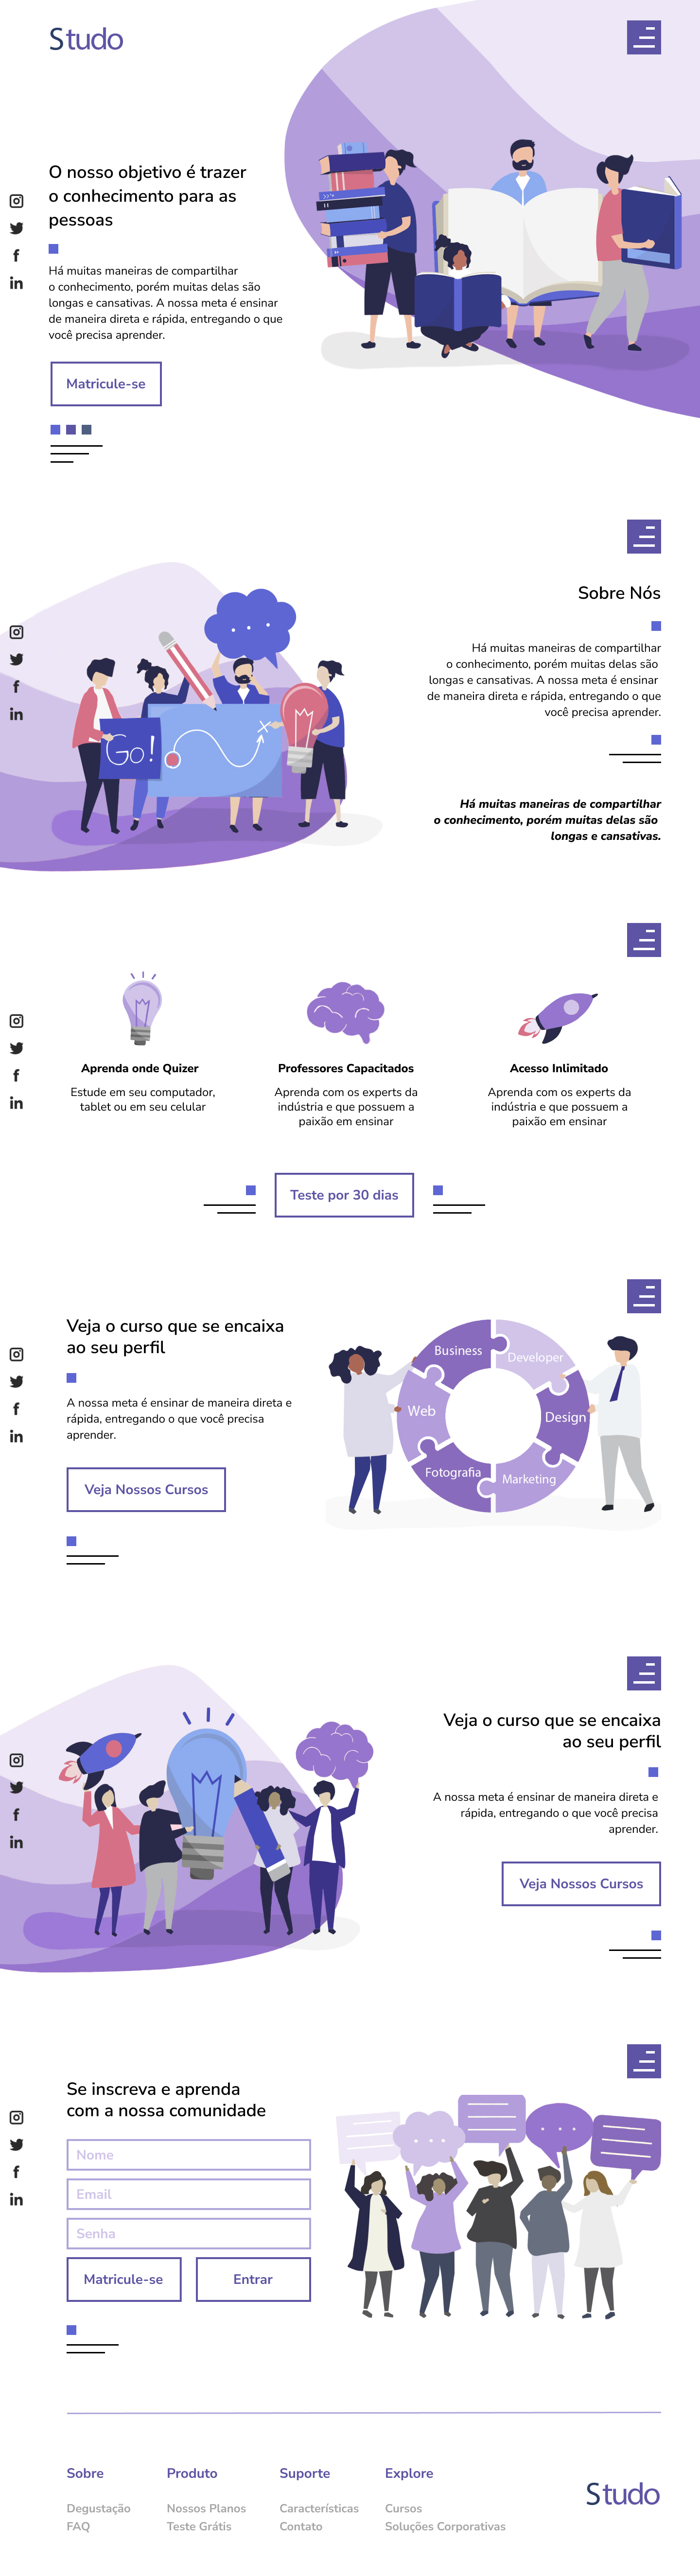 Studo
O nosso objetivo é trazer
o conhecimento para as
pessoas
Há muitas maneiras de compartilhar
o conhecimento, porém muitas delas são
longas e cansativas. A nossa meta é ensinar
de maneira direta e rápida, entregando o que
você precisa aprender.
Matricule-se
Sobre Nós
Há muitas maneiras de compartilhar
o conhecimento, porém muitas delas são
longas e cansativas. A nossa meta é ensinar
de maneira direta e rápida, entregando o que
você precisa aprender.
Go!
Há muitas maneiras de compartilhar
o conhecimento, porém muitas delas são
longas e cansativas.
Aprenda onde Quizer
Estude em seu computador,
tablet ou em seu celular
Professores Capacitados
Aprenda com os experts da
indústria e que possuem a
paixão em ensinar
Acesso Inlimitado
Aprenda com os experts da
indústria e que possuem a
paixão em ensinar
Teste por 30 dias
Veja o curso que se encaixa
ao seu perfil
A nossa meta é ensinar de maneira direta e
rápida, entregando o que você precisa
aprender.
Veja Nossos Cursos
Business
Developer
Web
Design
Fotografia
Marketing
Veja o curso que se encaixa
ao seu perfil
A nossa meta é ensinar de maneira direta e
rápida, entregando o que você precisa
aprender.
Veja Nossos Cursos
Se inscreva e aprenda
com a nossa comunidade
Nome
Email
Senha
Matricule-se
Entrar
Sobre
Degustação
FAQ
Produto
Nossos Planos
Teste Grátis
Suporte
Características
Contato
Explore
Cursos
Soluções Corporativas
Studo